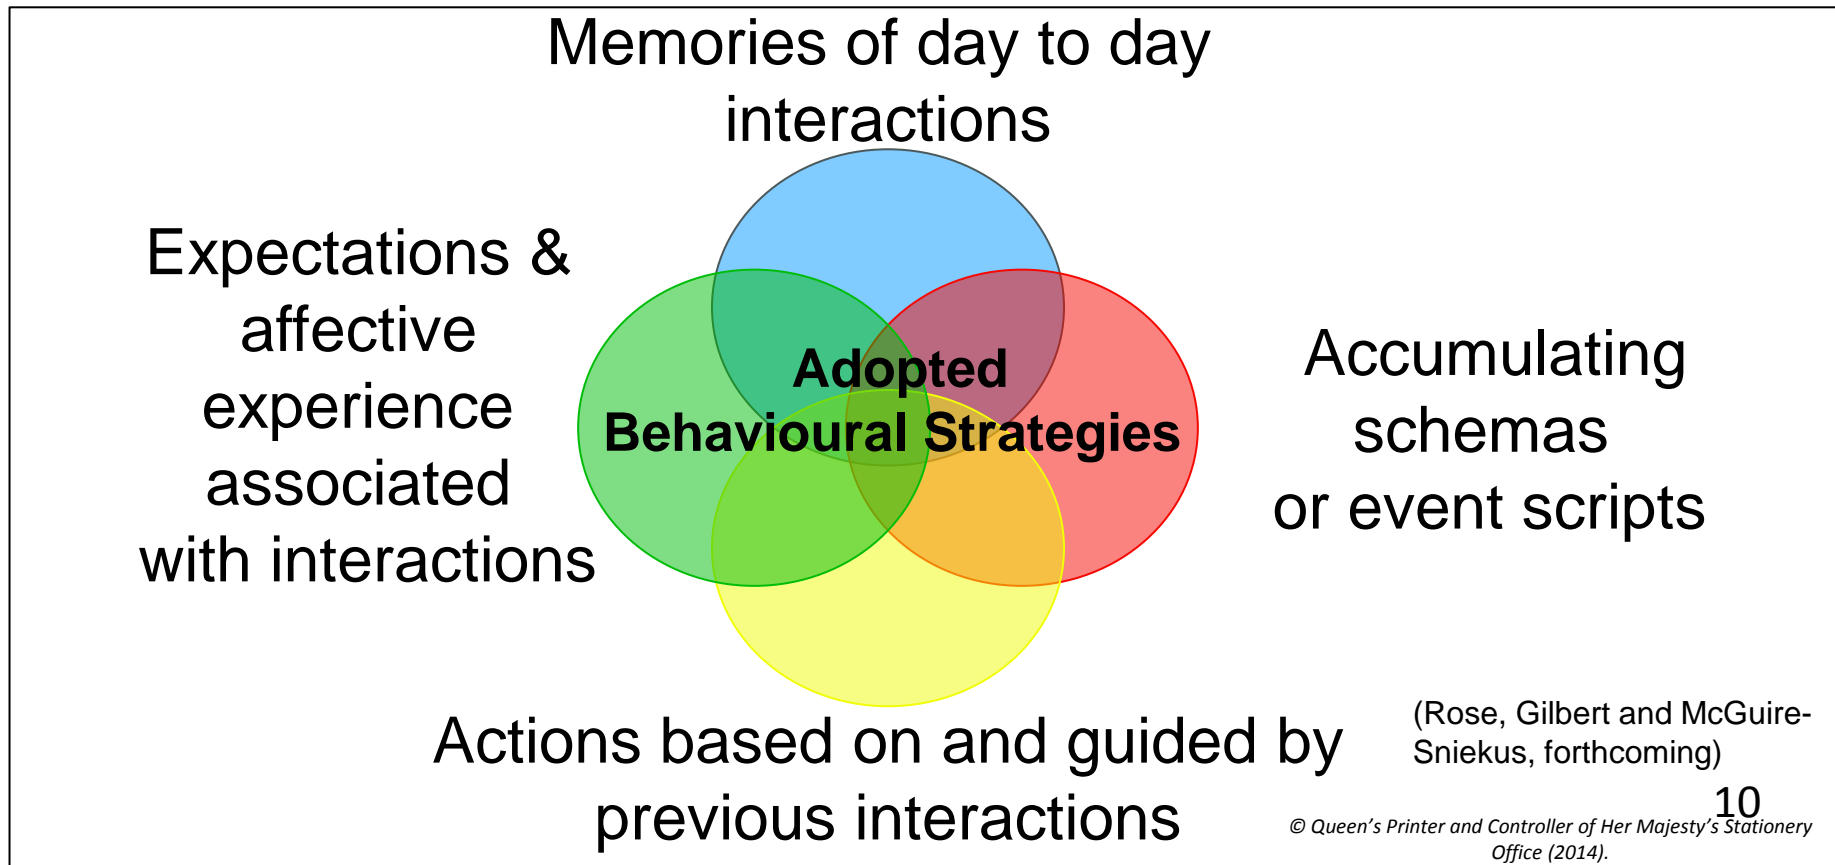 Memories of day to day
interactions
Expectations &
affective
experience
associated
with interactions
Adopted
Behavioural Strategies
Accumulating
schemas
or event scripts
Actions based on and guided by
previous interactions
(Rose, Gilbert and McGuire-
Sniekus, forthcoming)
10
© Queen's Printer and Controller of Her Majesty's Stationery
Office (2014).